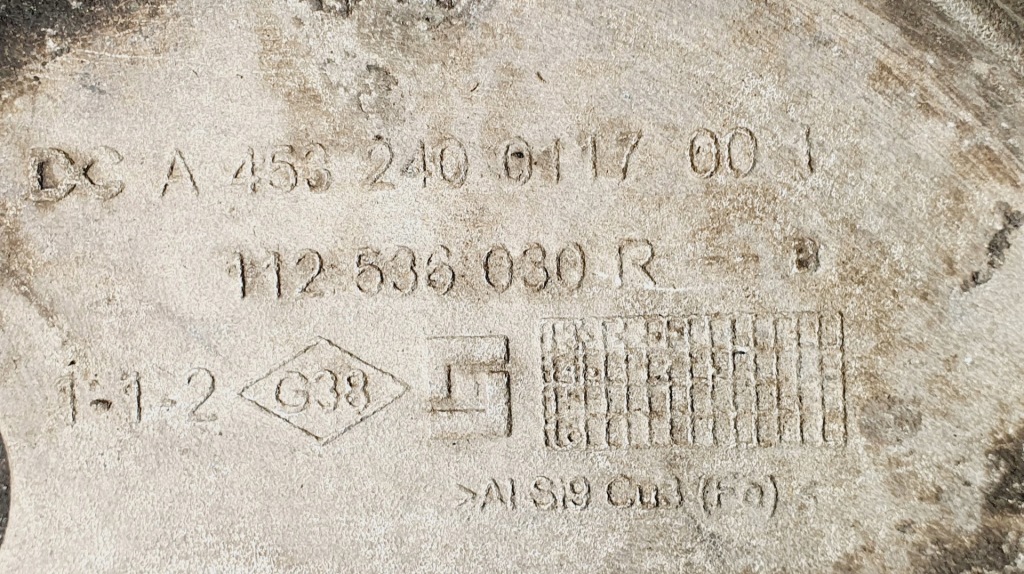 DC A 453 240 0117 00 1
112 536 030 R -- B
1-1-2 G38
>Al Si9 Cu3 (Fe)<